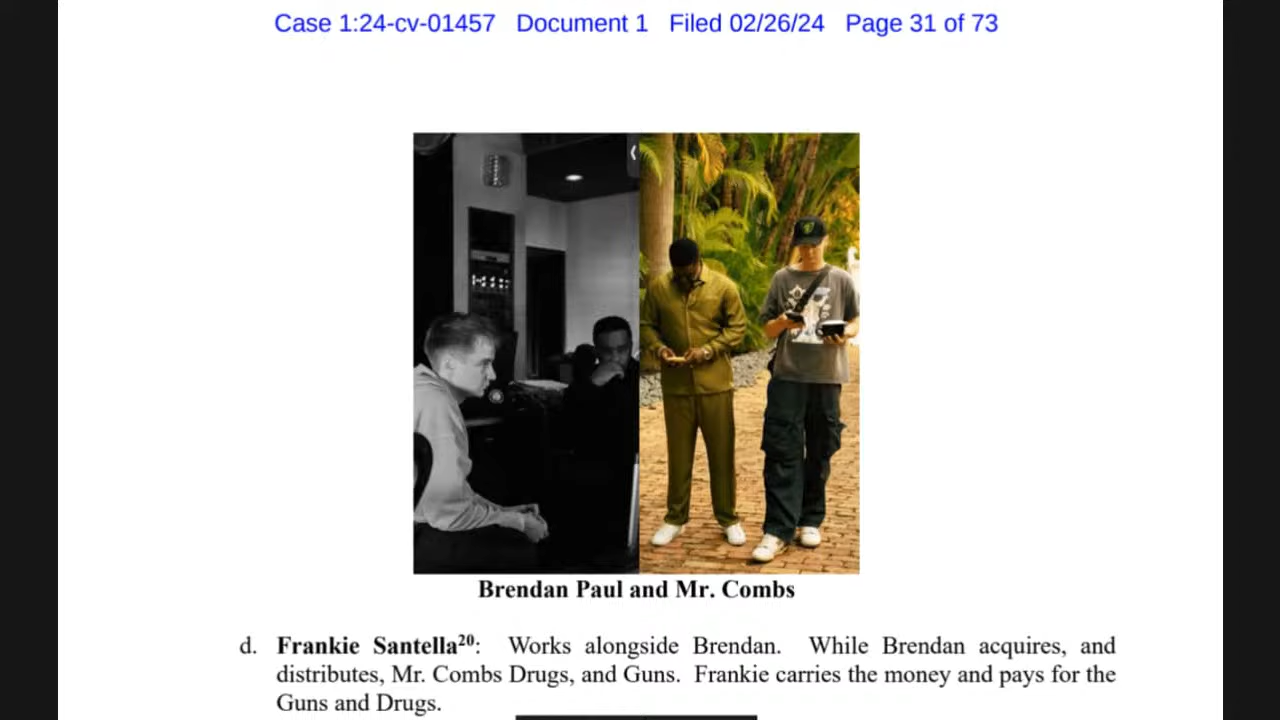 Case 1:24-cv-01457 Document 1 Filed 02/26/24 Page 31 of 73
Brendan Paul and Mr. Combs
d. Frankie Santella20: Works alongside Brendan. While Brendan acquires, and
distributes, Mr. Combs Drugs, and Guns. Frankie carries the money and pays for the
Guns and Drugs.